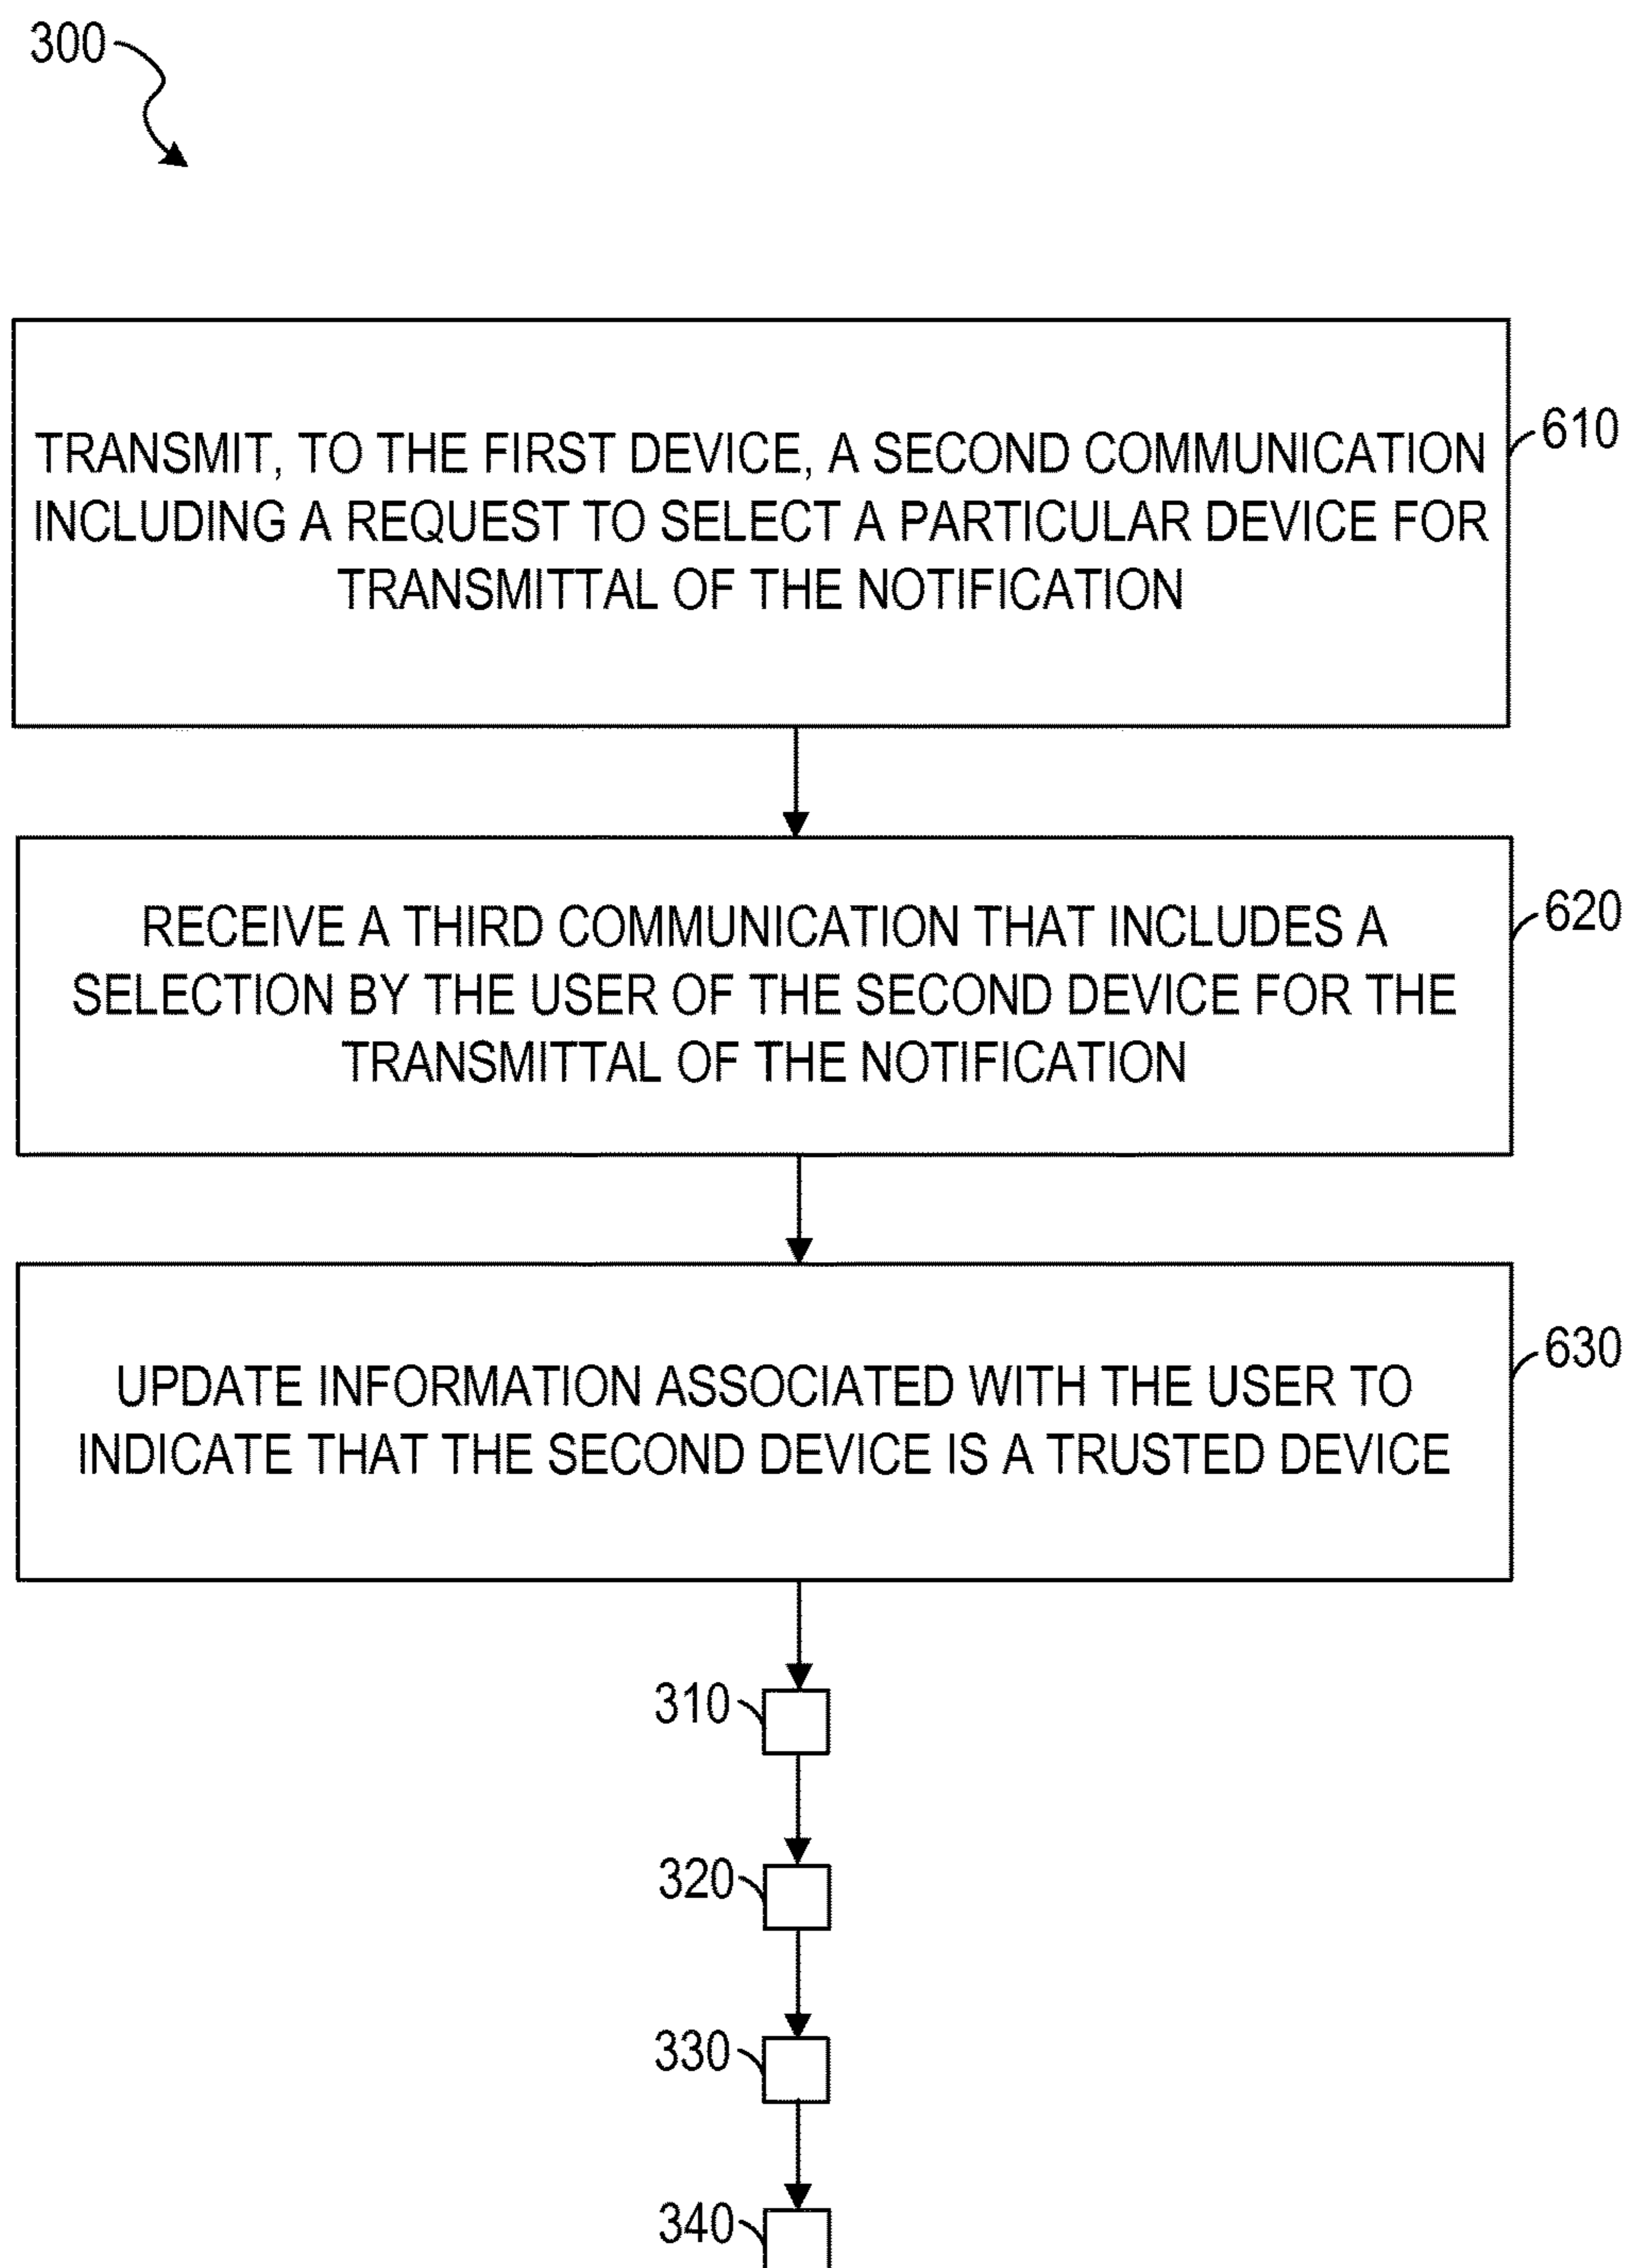 300
TRANSMIT, TO THE FIRST DEVICE, A SECOND COMMUNICATION
INCLUDING A REQUEST TO SELECT A PARTICULAR DEVICE FOR
TRANSMITTAL OF THE NOTIFICATION
610
RECEIVE A THIRD COMMUNICATION THAT INCLUDES A
SELECTION BY THE USER OF THE SECOND DEVICE FOR THE
TRANSMITTAL OF THE NOTIFICATION
620
UPDATE INFORMATION ASSOCIATED WITH THE USER TO
INDICATE THAT THE SECOND DEVICE IS A TRUSTED DEVICE
630
310
320
330
340